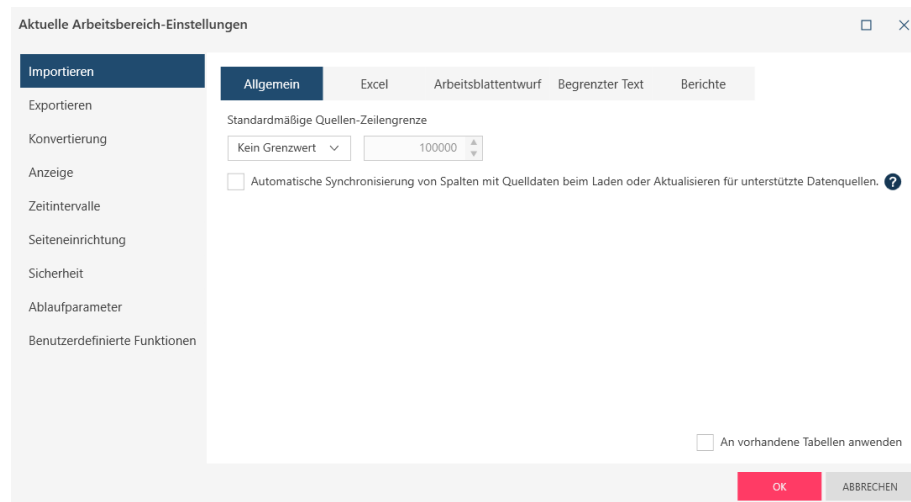 Aktuelle Arbeitsbereich-Einstellungen
Importieren
Exportieren
Konvertierung
Anzeige
Zeitintervalle
Seiteneinrichtung
Sicherheit
Ablaufparameter
Benutzerdefinierte Funktionen
Allgemein Excel Arbeitsblattentwurf Begrenzter Text Berichte
Standardmäßige Quellen-Zeilengrenze
Kein Grenzwert 100000
Automatische Synchronisierung von Spalten mit Quelldaten beim Laden oder Aktualisieren für unterstützte Datenquellen. ?
An vorhandene Tabellen anwenden
OK ABBRECHEN